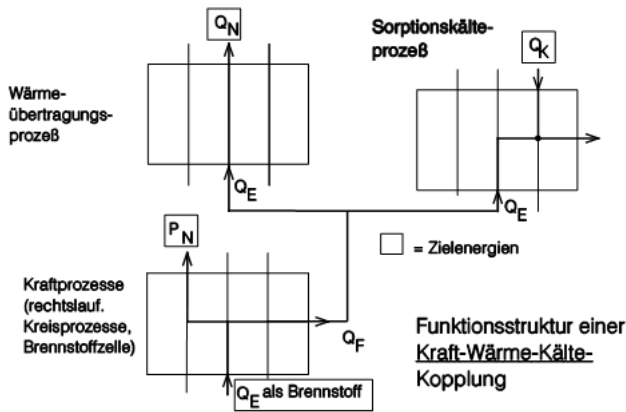 Q_N
Sorptionskälte-
prozeß
Q_K
Wärme-
übertragungs-
prozeß
Q_E
Q_E
P_N
= Zielenergien
Kraftprozesse
(rechtslauf.
Kreisprozesse,
Brennstoffzelle)
Q_F
Q_E als Brennstoff
Funktionsstruktur einer
Kraft-Wärme-Kälte-
Kopplung